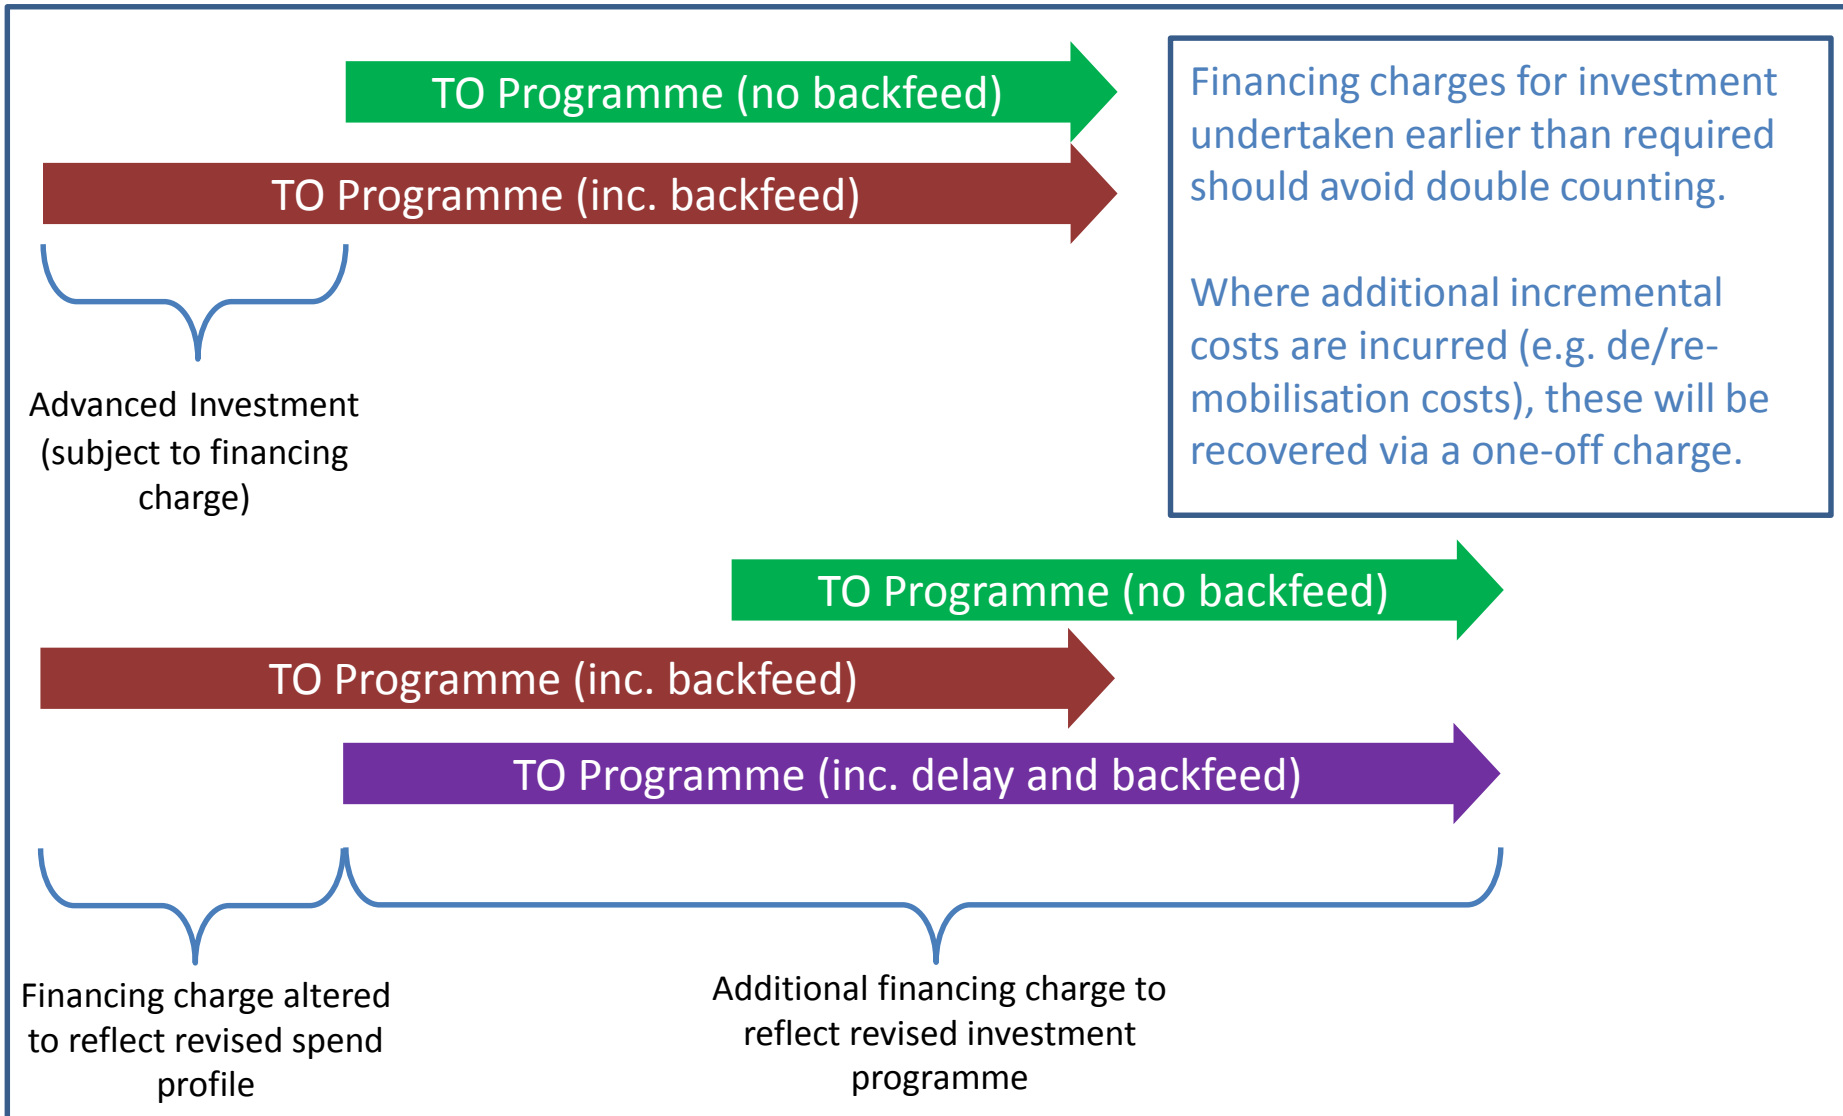 TO Programme (no backfeed)
TO Programme (inc. backfeed)
Advanced Investment
(subject to financing
charge)
Financing charges for investment
undertaken earlier than required
should avoid double counting.
Where additional incremental
costs are incurred (e.g. de/re-
mobilisation costs), these will be
recovered via a one-off charge.
TO Programme (no backfeed)
TO Programme (inc. backfeed)
TO Programme (inc. delay and backfeed)
Financing charge altered
to reflect revised spend
profile
Additional financing charge to
reflect revised investment
programme